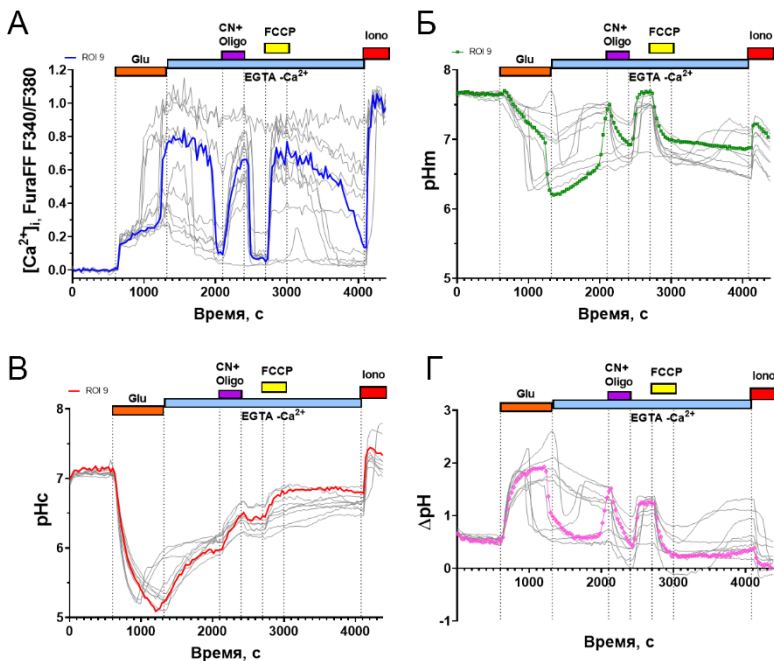 А
CN+
Oligo
FCCP
Iono
ROI 9
Glu
EGTA -Ca²⁺
[Ca²⁺]ᵢ, FuraFF F340/F380
1.2
1.0
0.8
0.6
0.4
0.2
0.0
0 1000 2000 3000 4000
Время, с
Б
CN+
Oligo
FCCP
Iono
ROI 9
Glu
EGTA -Ca²⁺
pHm
8
7
6
5
0 1000 2000 3000 4000
Время, с
В
CN+
Oligo
FCCP
Iono
ROI 9
Glu
EGTA -Ca²⁺
pHc
8
7
6
5
0 1000 2000 3000 4000
Время, с
Г
CN+
Oligo
FCCP
Iono
Glu
EGTA -Ca²⁺
ΔpH
3
2
1
0
-1
1000 2000 3000 4000
Время, с